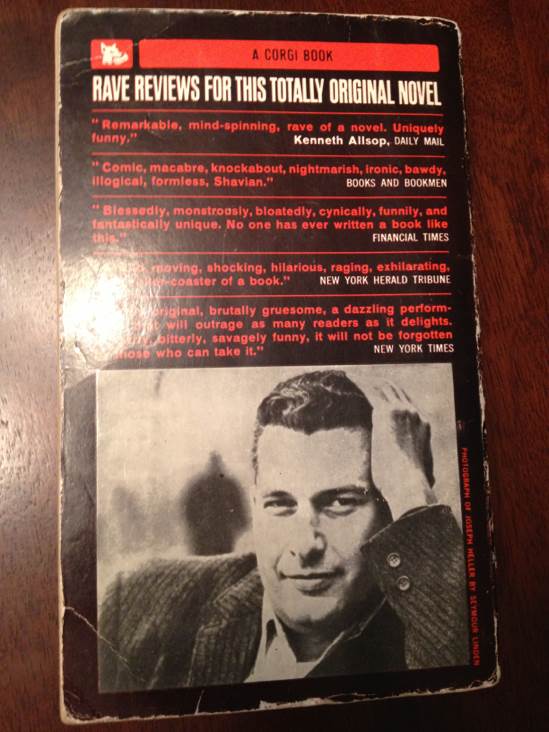 A CORGI BOOK
RAVE REVIEWS FOR THIS TOTALLY ORIGINAL NOVEL
"Remarkable, mind-spinning, rave of a novel. Uniquely
funny." Kenneth Allsop, DAILY MAIL
"Comic, macabre, knockabout, nightmarish, ironic, bawdy,
illogical, formless, Shavian." BOOKS AND BOOKMEN
"Blessedly, monstrously, bloatedly, cynically, funnily, and
fantastically unique. No one has ever written a book like
this." FINANCIAL TIMES
moving, shocking, hilarious, raging, exhilarating,
-coaster of a book." NEW YORK HERALD TRIBUNE
original, brutally gruesome, a dazzling perform-
will outrage as many readers as it delights.
bitterly, savagely funny, it will not be forgotten
who can take it." NEW YORK TIMES
PHOTOGRAPH OF JOSEPH HELLER BY SEYMOUR LINDEN